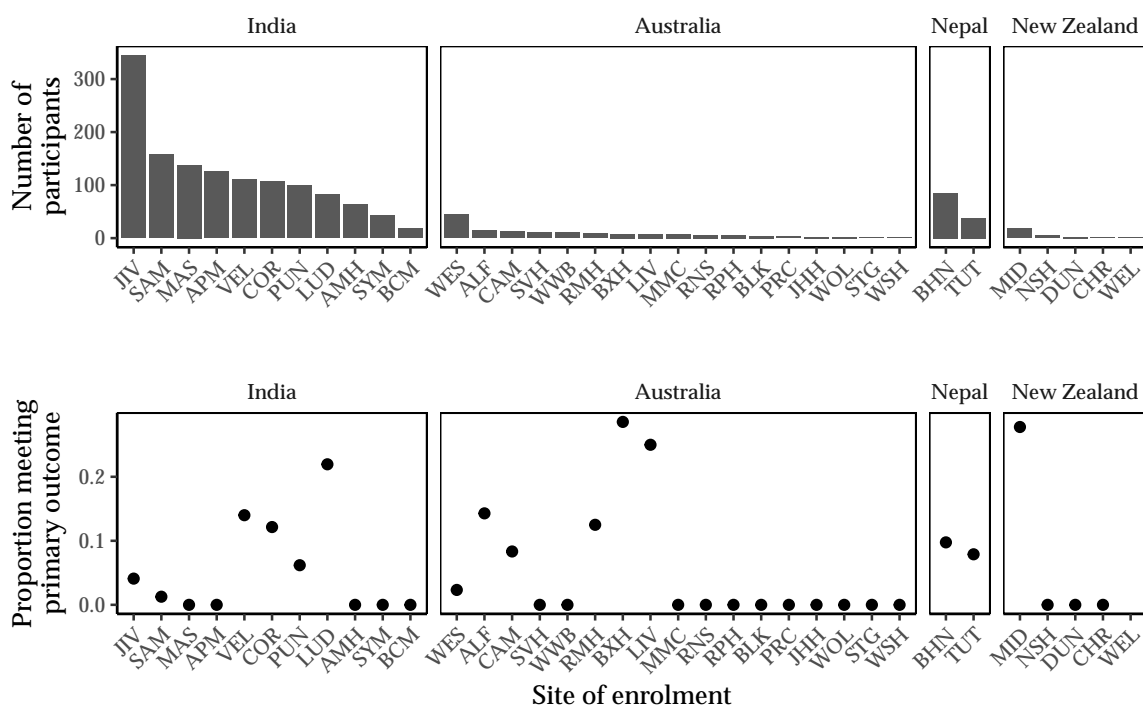 India Australia Nepal New Zealand
Number of
participants
300
200
100
0
JIV SAM MAS APM VEL COR PUN LUD AMH SYM BCM WES ALF CAM SVH WWB RMH BXH LIV MMC RNS RPH BLK PRC JHH WOL STG WSH BHN TUT MID NSH DUN CHR WEL
India Australia Nepal New Zealand
Proportion meeting
primary outcome
0.2
0.1
0.0
JIV SAM MAS APM VEL COR PUN LUD AMH SYM BCM WES ALF CAM SVH WWB RMH BXH LIV MMC RNS RPH BLK PRC JHH WOL STG WSH BHN TUT MID NSH DUN CHR WEL
Site of enrolment